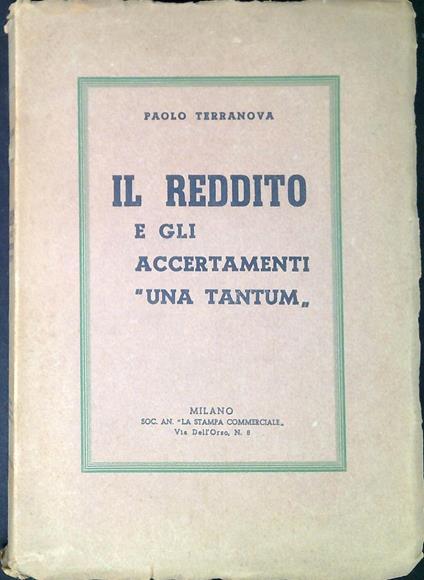 PAOLO TERRANOVA
IL REDDITO
E GLI
ACCERTAMENTI
"UNA TANTUM„
MILANO
SOC. AN. "LA STAMPA COMMERCIALE„
Via Dell'Orso, N. 8